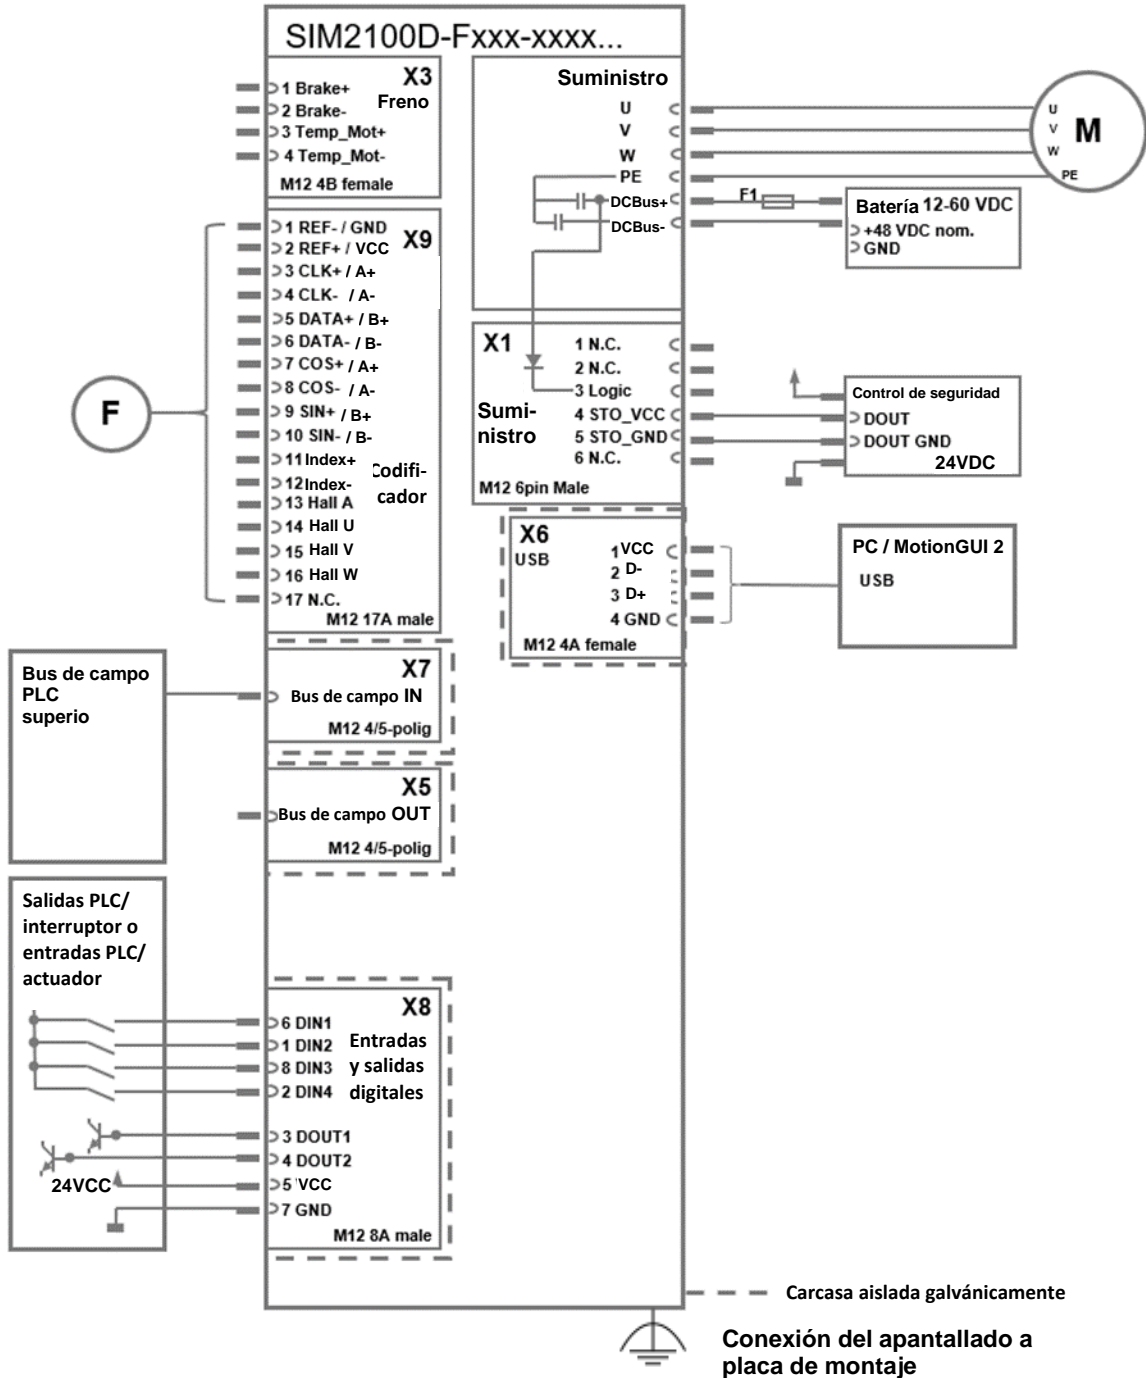 SIM2100D-Fxxx-xxxx...
X3
Freno
1 Brake+
2 Brake-
3 Temp_Mot+
4 Temp_Mot-
M12 4B female
X9
1 REF- / GND
2 REF+ / VCC
3 CLK+ / A+
4 CLK- / A-
5 DATA+ / B+
6 DATA- / B-
7 COS+ / A+
8 COS- / A-
9 SIN+ / B+
10 SIN- / B-
11 Index+
12 Index-
13 Hall A
14 Hall U
15 Hall V
16 Hall W
17 N.C.
Codifi-
cador
M12 17A male
F
Bus de campo
PLC
superio
X7
Bus de campo IN
M12 4/5-polig
X5
Bus de campo OUT
M12 4/5-polig
Salidas PLC/
interruptor o
entradas PLC/
actuador
24VCC
X8
Entradas
y salidas
digitales
6 DIN1
1 DIN2
8 DIN3
2 DIN4
3 DOUT1
4 DOUT2
5 VCC
7 GND
M12 8A male
Suministro
U
V
W
PE
DCBus+
DCBus-
F1
U
V
W
PE
M
Batería 12-60 VDC
+48 VDC nom.
GND
X1
Sumi-
nistro
1 N.C.
2 N.C.
3 Logic
4 STO_VCC
5 STO_GND
6 N.C.
M12 6pin Male
Control de seguridad
DOUT
DOUT GND
24VDC
X6
USB
1 VCC
2 D-
3 D+
4 GND
M12 4A female
PC / MotionGUI 2
USB
Carcasa aislada galvánicamente
Conexión del apantallado a
placa de montaje